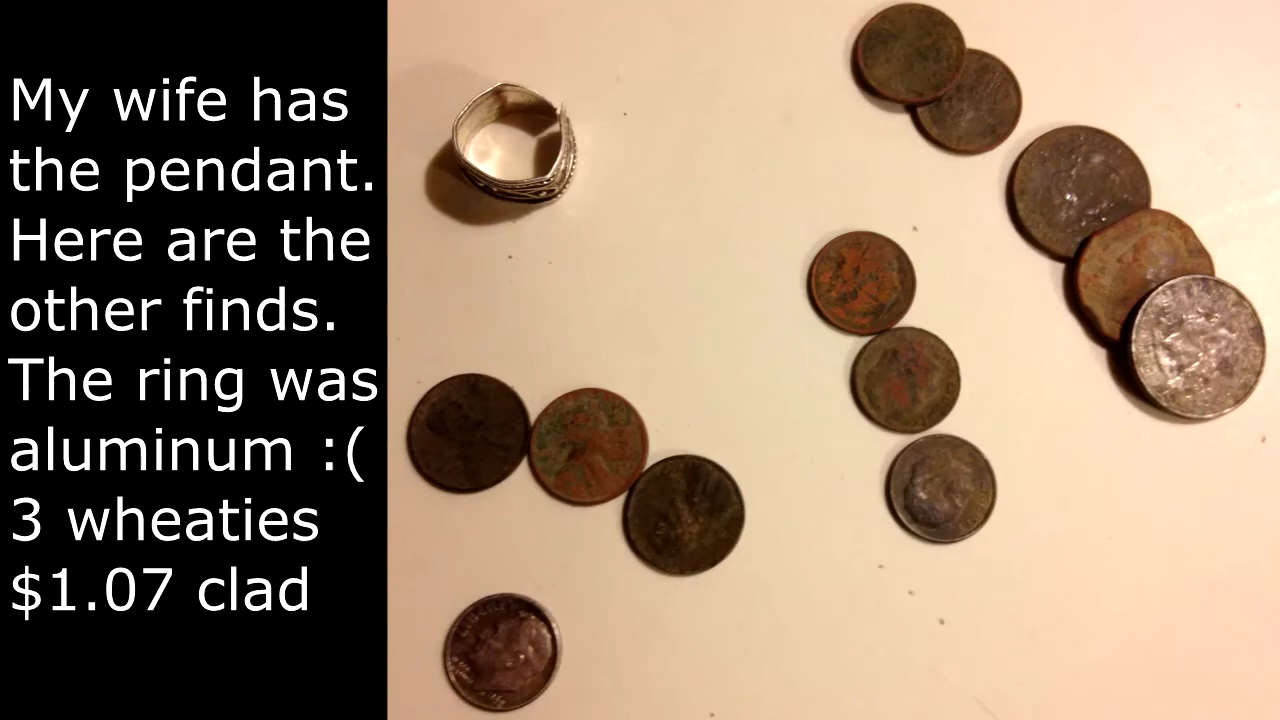 My wife has
the pendant.
Here are the
other finds.
The ring was
aluminum :(
3 wheaties
$1.07 clad